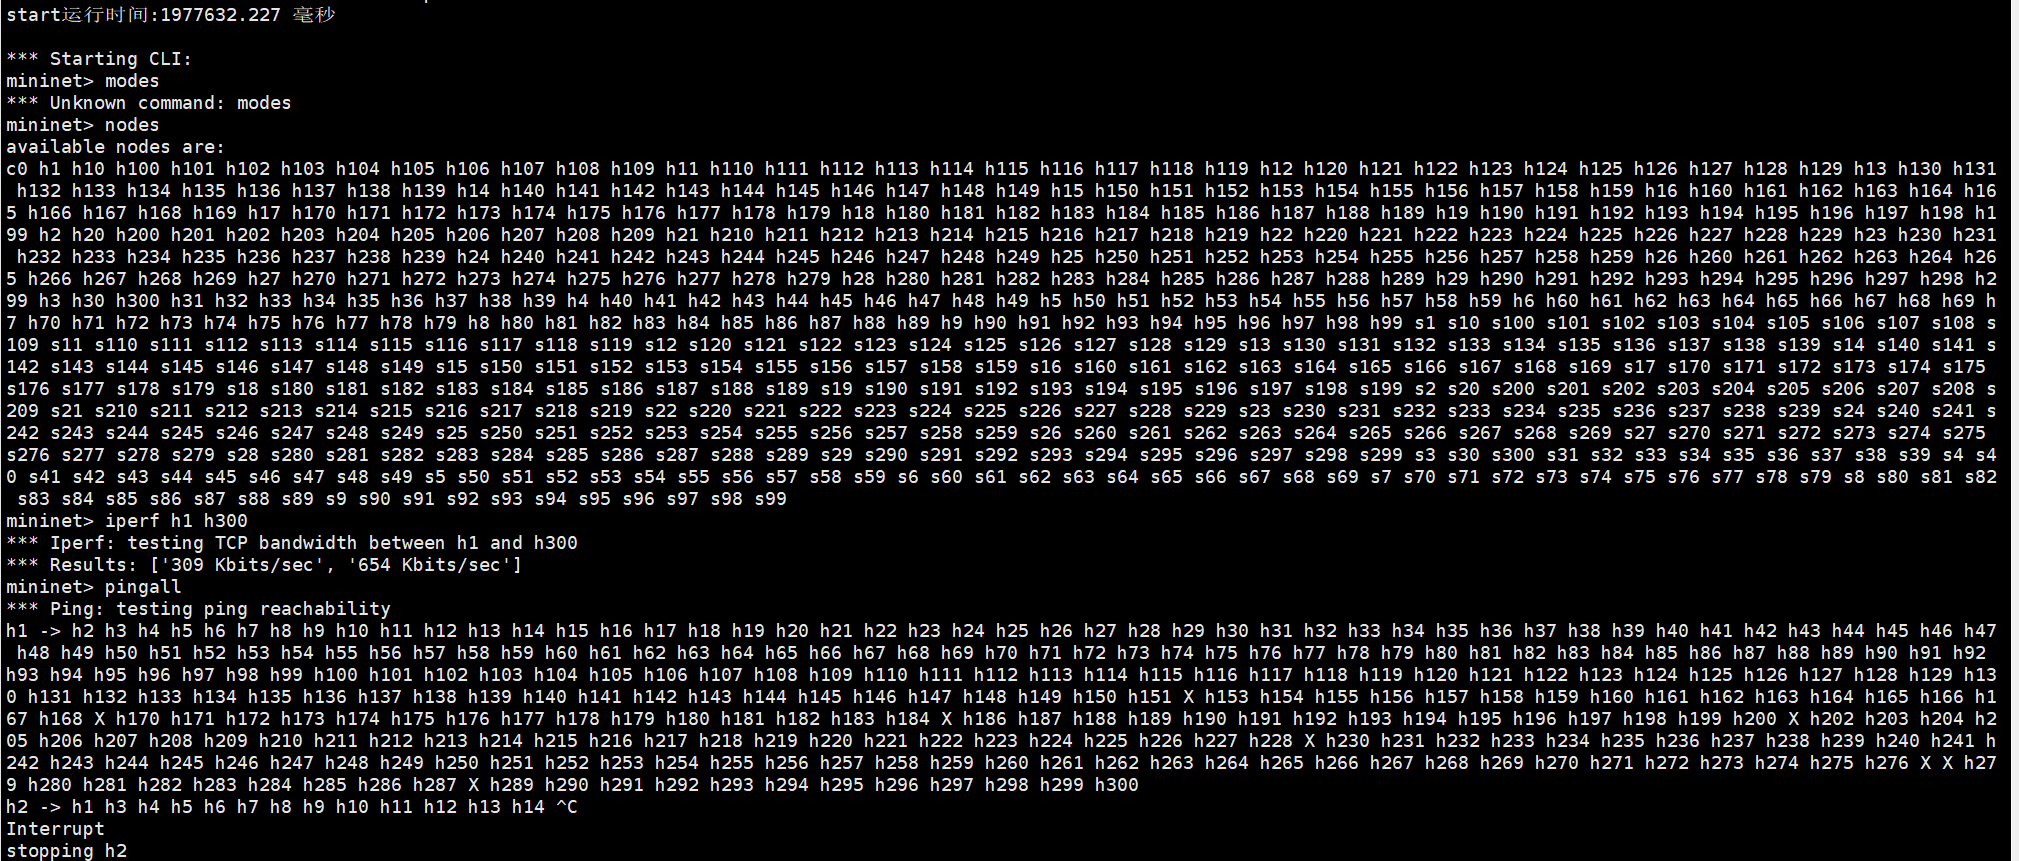 start运行时间:1977632.227 毫秒
*** Starting CLI:
mininet> modes
*** Unknown command: modes
mininet> nodes
available nodes are:
c0 h1 h10 h100 h101 h102 h103 h104 h105 h106 h107 h108 h109 h11 h110 h111 h112 h113 h114 h115 h116 h117 h118 h119 h12 h120 h121 h122 h123 h124 h125 h126 h127 h128 h129 h13 h130 h131
h132 h133 h134 h135 h136 h137 h138 h139 h14 h140 h141 h142 h143 h144 h145 h146 h147 h148 h149 h15 h150 h151 h152 h153 h154 h155 h156 h157 h158 h159 h16 h160 h161 h162 h163 h164 h16
5 h166 h167 h168 h169 h17 h170 h171 h172 h173 h174 h175 h176 h177 h178 h179 h18 h180 h181 h182 h183 h184 h185 h186 h187 h188 h189 h19 h190 h191 h192 h193 h194 h195 h196 h197 h198 h1
99 h2 h20 h200 h201 h202 h203 h204 h205 h206 h207 h208 h209 h21 h210 h211 h212 h213 h214 h215 h216 h217 h218 h219 h22 h220 h221 h222 h223 h224 h225 h226 h227 h228 h229 h23 h230 h231
h232 h233 h234 h235 h236 h237 h238 h239 h24 h240 h241 h242 h243 h244 h245 h246 h247 h248 h249 h25 h250 h251 h252 h253 h254 h255 h256 h257 h258 h259 h26 h260 h261 h262 h263 h264 h26
5 h266 h267 h268 h269 h27 h270 h271 h272 h273 h274 h275 h276 h277 h278 h279 h28 h280 h281 h282 h283 h284 h285 h286 h287 h288 h289 h29 h290 h291 h292 h293 h294 h295 h296 h297 h298 h2
99 h3 h30 h300 h31 h32 h33 h34 h35 h36 h37 h38 h39 h4 h40 h41 h42 h43 h44 h45 h46 h47 h48 h49 h5 h50 h51 h52 h53 h54 h55 h56 h57 h58 h59 h6 h60 h61 h62 h63 h64 h65 h66 h67 h68 h69 h
7 h70 h71 h72 h73 h74 h75 h76 h77 h78 h79 h8 h80 h81 h82 h83 h84 h85 h86 h87 h88 h89 h9 h90 h91 h92 h93 h94 h95 h96 h97 h98 h99 s1 s10 s100 s101 s102 s103 s104 s105 s106 s107 s108 s
109 s11 s110 s111 s112 s113 s114 s115 s116 s117 s118 s119 s12 s120 s121 s122 s123 s124 s125 s126 s127 s128 s129 s13 s130 s131 s132 s133 s134 s135 s136 s137 s138 s139 s14 s140 s141 s
142 s143 s144 s145 s146 s147 s148 s149 s15 s150 s151 s152 s153 s154 s155 s156 s157 s158 s159 s16 s160 s161 s162 s163 s164 s165 s166 s167 s168 s169 s17 s170 s171 s172 s173 s174 s175
s176 s177 s178 s179 s18 s180 s181 s182 s183 s184 s185 s186 s187 s188 s189 s19 s190 s191 s192 s193 s194 s195 s196 s197 s198 s199 s2 s20 s200 s201 s202 s203 s204 s205 s206 s207 s208 s
209 s21 s210 s211 s212 s213 s214 s215 s216 s217 s218 s219 s22 s220 s221 s222 s223 s224 s225 s226 s227 s228 s229 s23 s230 s231 s232 s233 s234 s235 s236 s237 s238 s239 s24 s240 s241 s
242 s243 s244 s245 s246 s247 s248 s249 s25 s250 s251 s252 s253 s254 s255 s256 s257 s258 s259 s26 s260 s261 s262 s263 s264 s265 s266 s267 s268 s269 s27 s270 s271 s272 s273 s274 s275
s276 s277 s278 s279 s28 s280 s281 s282 s283 s284 s285 s286 s287 s288 s289 s29 s290 s291 s292 s293 s294 s295 s296 s297 s298 s299 s3 s30 s300 s31 s32 s33 s34 s35 s36 s37 s38 s39 s4 s4
0 s41 s42 s43 s44 s45 s46 s47 s48 s49 s5 s50 s51 s52 s53 s54 s55 s56 s57 s58 s59 s6 s60 s61 s62 s63 s64 s65 s66 s67 s68 s69 s7 s70 s71 s72 s73 s74 s75 s76 s77 s78 s79 s8 s80 s81 s82
s83 s84 s85 s86 s87 s88 s89 s9 s90 s91 s92 s93 s94 s95 s96 s97 s98 s99
mininet> iperf h1 h300
*** Iperf: testing TCP bandwidth between h1 and h300
*** Results: ['309 Kbits/sec', '654 Kbits/sec']
mininet> pingall
*** Ping: testing ping reachability
h1 -> h2 h3 h4 h5 h6 h7 h8 h9 h10 h11 h12 h13 h14 h15 h16 h17 h18 h19 h20 h21 h22 h23 h24 h25 h26 h27 h28 h29 h30 h31 h32 h33 h34 h35 h36 h37 h38 h39 h40 h41 h42 h43 h44 h45 h46 h47
h48 h49 h50 h51 h52 h53 h54 h55 h56 h57 h58 h59 h60 h61 h62 h63 h64 h65 h66 h67 h68 h69 h70 h71 h72 h73 h74 h75 h76 h77 h78 h79 h80 h81 h82 h83 h84 h85 h86 h87 h88 h89 h90 h91 h92
h93 h94 h95 h96 h97 h98 h99 h100 h101 h102 h103 h104 h105 h106 h107 h108 h109 h110 h111 h112 h113 h114 h115 h116 h117 h118 h119 h120 h121 h122 h123 h124 h125 h126 h127 h128 h129 h13
0 h131 h132 h133 h134 h135 h136 h137 h138 h139 h140 h141 h142 h143 h144 h145 h146 h147 h148 h149 h150 h151 X h153 h154 h155 h156 h157 h158 h159 h160 h161 h162 h163 h164 h165 h166 h1
67 h168 X h170 h171 h172 h173 h174 h175 h176 h177 h178 h179 h180 h181 h182 h183 h184 X h186 h187 h188 h189 h190 h191 h192 h193 h194 h195 h196 h197 h198 h199 h200 X h202 h203 h204 h2
05 h206 h207 h208 h209 h210 h211 h212 h213 h214 h215 h216 h217 h218 h219 h220 h221 h222 h223 h224 h225 h226 h227 h228 X h230 h231 h232 h233 h234 h235 h236 h237 h238 h239 h240 h241 h
242 h243 h244 h245 h246 h247 h248 h249 h250 h251 h252 h253 h254 h255 h256 h257 h258 h259 h260 h261 h262 h263 h264 h265 h266 h267 h268 h269 h270 h271 h272 h273 h274 h275 h276 X X h27
9 h280 h281 h282 h283 h284 h285 h286 h287 X h289 h290 h291 h292 h293 h294 h295 h296 h297 h298 h299 h300
h2 -> h1 h3 h4 h5 h6 h7 h8 h9 h10 h11 h12 h13 h14 ^C
Interrupt
stopping h2